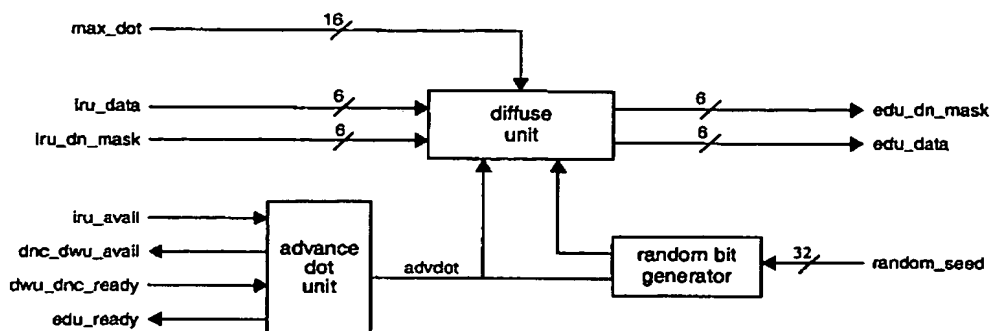 max_dot
16
iru_data
6
iru_dn_mask
6
diffuse
unit
6
edu_dn_mask
6
edu_data
iru_avail
dnc_dwu_avail
dwu_dnc_ready
edu_ready
advance
dot
unit
advdot
random bit
generator
32
random_seed